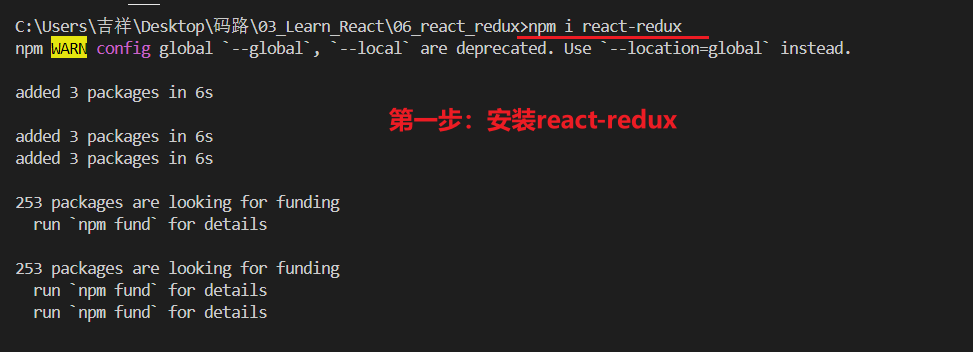 C:\Users\吉祥\Desktop\码路\03_Learn_React\06_react_redux>npm i react-redux
npm WARN config global `--global`, `--local` are deprecated. Use `--location=global` instead.
added 3 packages in 6s
第一步：安装react-redux
added 3 packages in 6s
added 3 packages in 6s
253 packages are looking for funding
  run `npm fund` for details
253 packages are looking for funding
  run `npm fund` for details
  run `npm fund` for details